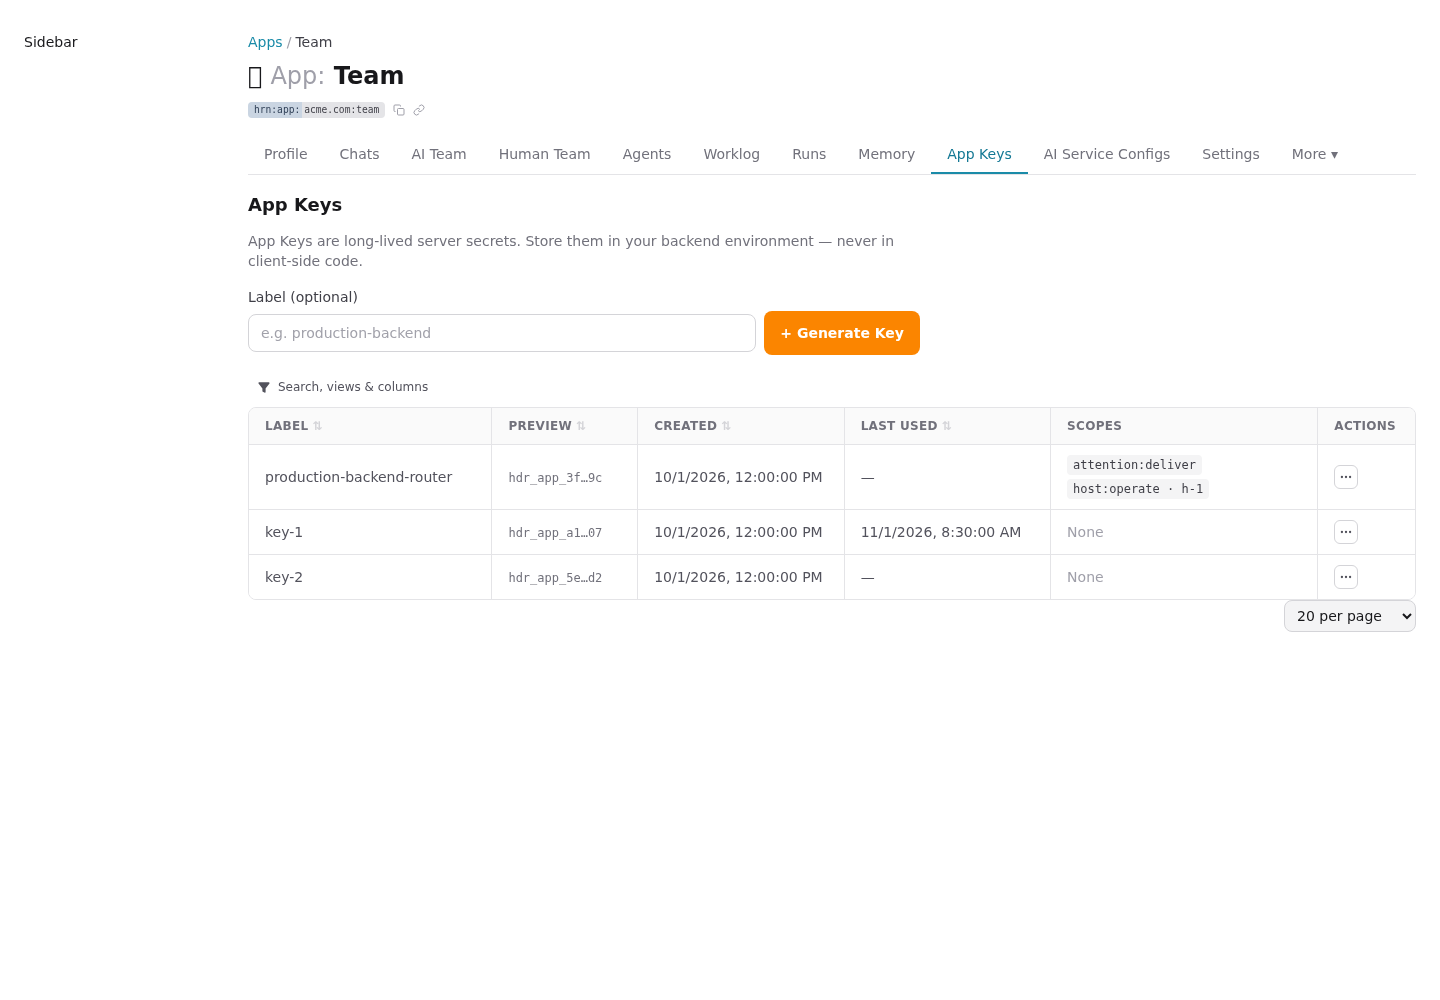 Sidebar
Apps / Team
App: Team
hrn:app: acme.com:team
Profile Chats AI Team Human Team Agents Worklog Runs Memory App Keys AI Service Configs Settings More ▾
App Keys
App Keys are long-lived server secrets. Store them in your backend environment — never in
client-side code.
Label (optional)
e.g. production-backend
+ Generate Key
Search, views & columns
LABEL ⇅ PREVIEW ⇅ CREATED ⇅ LAST USED ⇅ SCOPES ACTIONS
production-backend-router hdr_app_3f…9c 10/1/2026, 12:00:00 PM — attention:deliver
host:operate · h-1
key-1 hdr_app_a1…07 10/1/2026, 12:00:00 PM 11/1/2026, 8:30:00 AM None
key-2 hdr_app_5e…d2 10/1/2026, 12:00:00 PM — None
20 per page